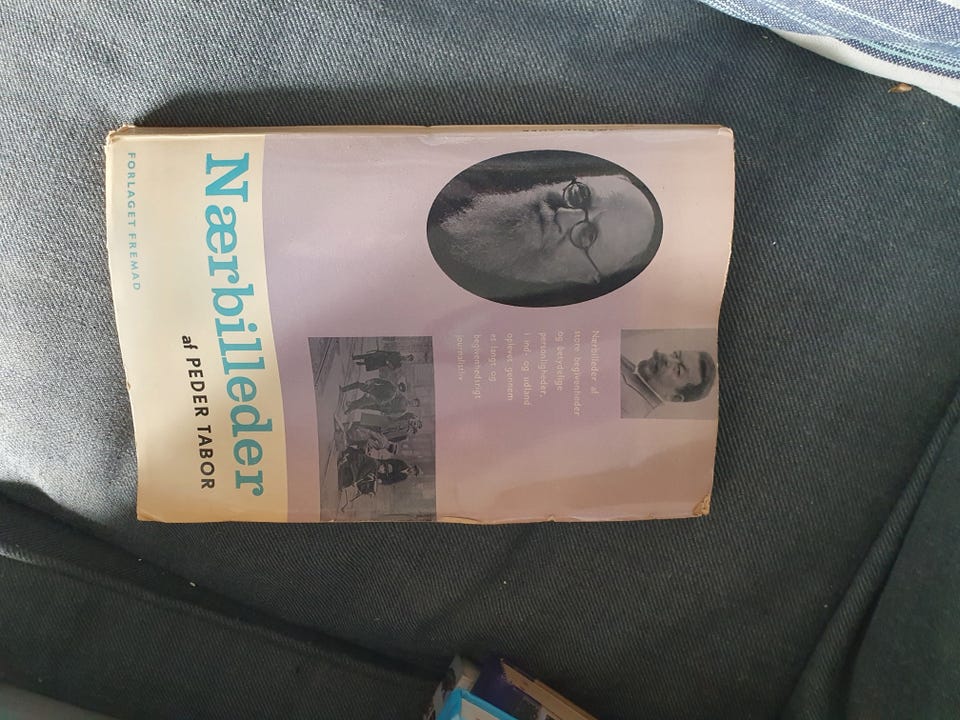 Nærbilleder af
store begivenheder
og betydelige
personligheder,
i ind- og udland
oplevet gennem
et langt og
begivenhedsrigt
journalistliv
Nærbilleder
af PEDER TABOR
FORLAGET FREMAD